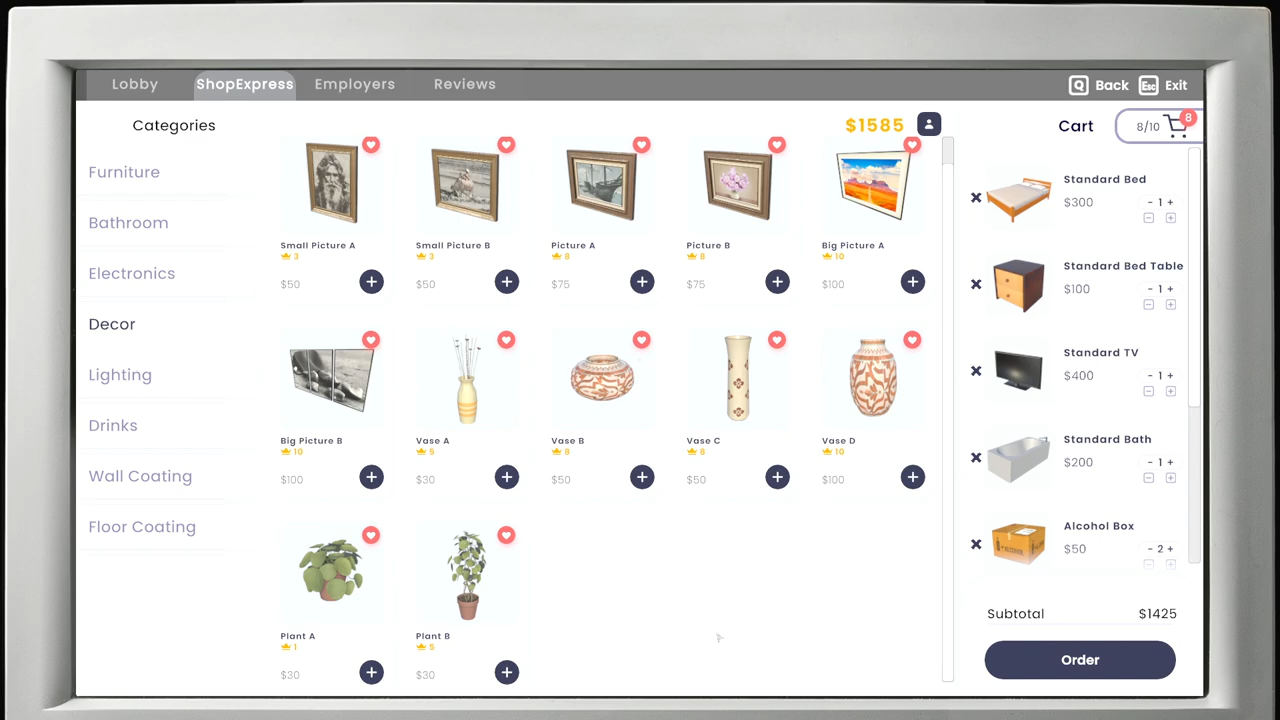 Lobby
ShopExpress
Employers
Reviews
Q Back
Esc Exit
Categories
$1585
Cart
8/10
8
Furniture
Bathroom
Electronics
Decor
Lighting
Drinks
Wall Coating
Floor Coating
Small Picture A
3
$50
Small Picture B
3
$50
Picture A
8
$75
Picture B
8
$75
Big Picture A
10
$100
Big Picture B
10
$100
Vase A
5
$30
Vase B
8
$50
Vase C
8
$50
Vase D
10
$100
Plant A
1
$30
Plant B
5
$30
Standard Bed
$300
- 1 +
Standard Bed Table
$100
- 1 +
Standard TV
$400
- 1 +
Standard Bath
$200
- 1 +
Alcohol Box
$50
- 2 +
Subtotal
$1425
Order